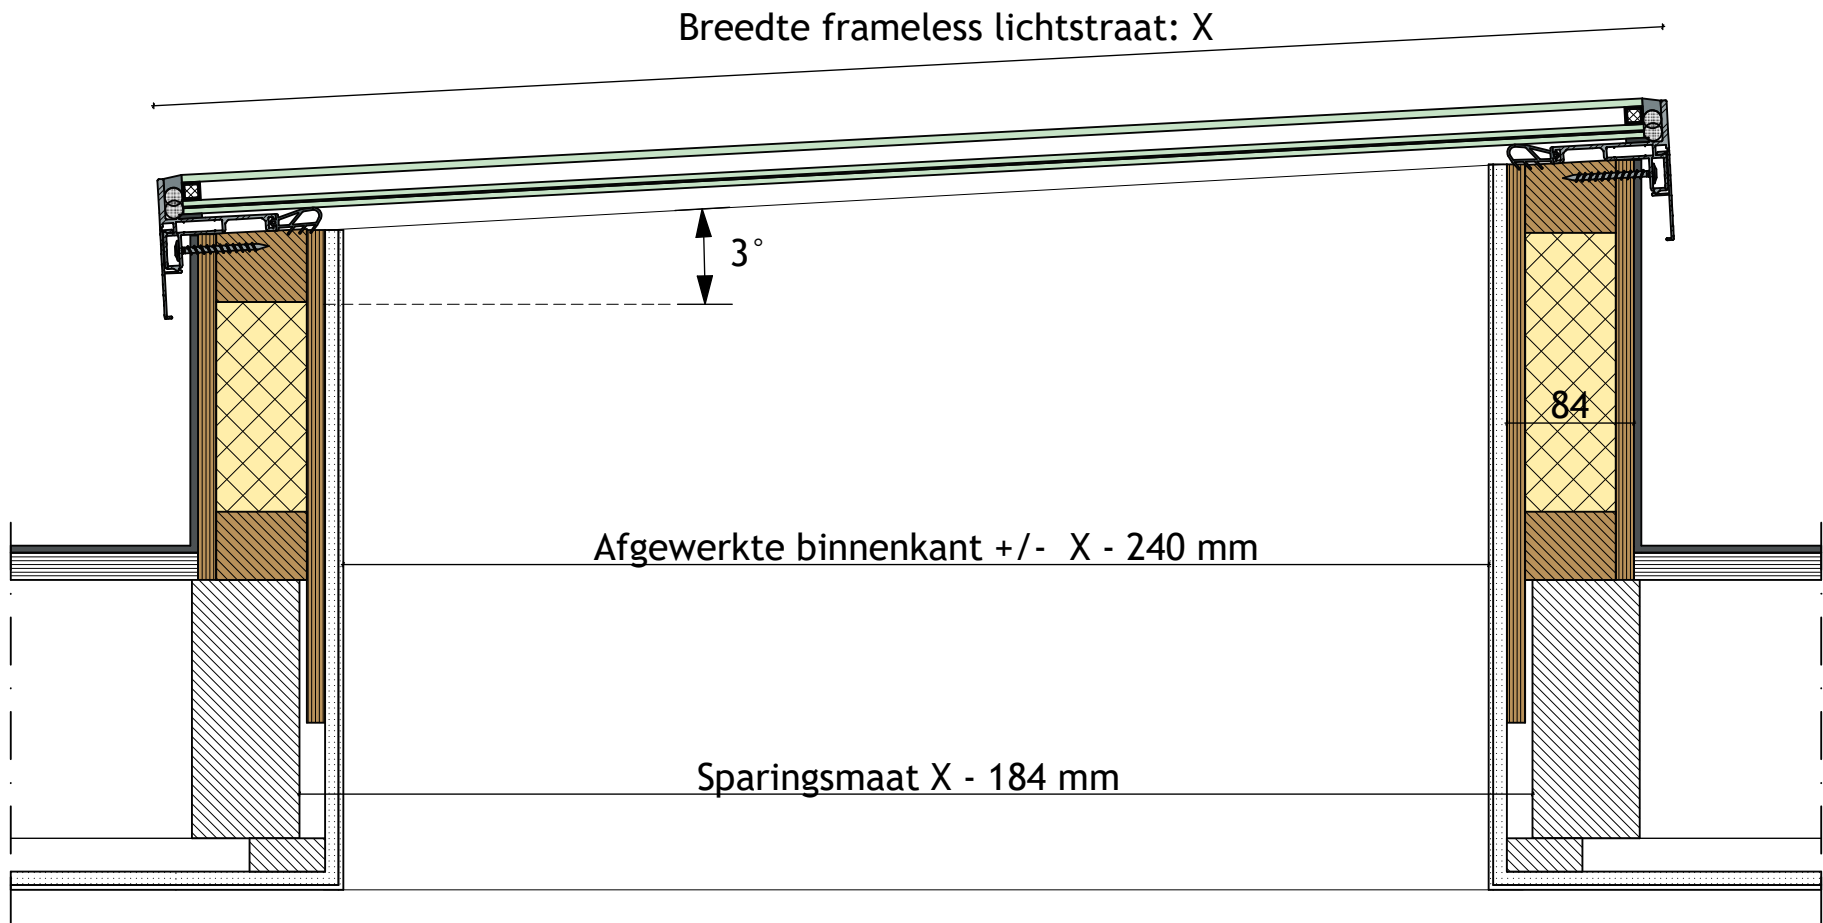 Breedte frameless lichtstraat: X
3°
84
Afgewerkte binnenkant +/-  X - 240 mm
Sparingsmaat X - 184 mm